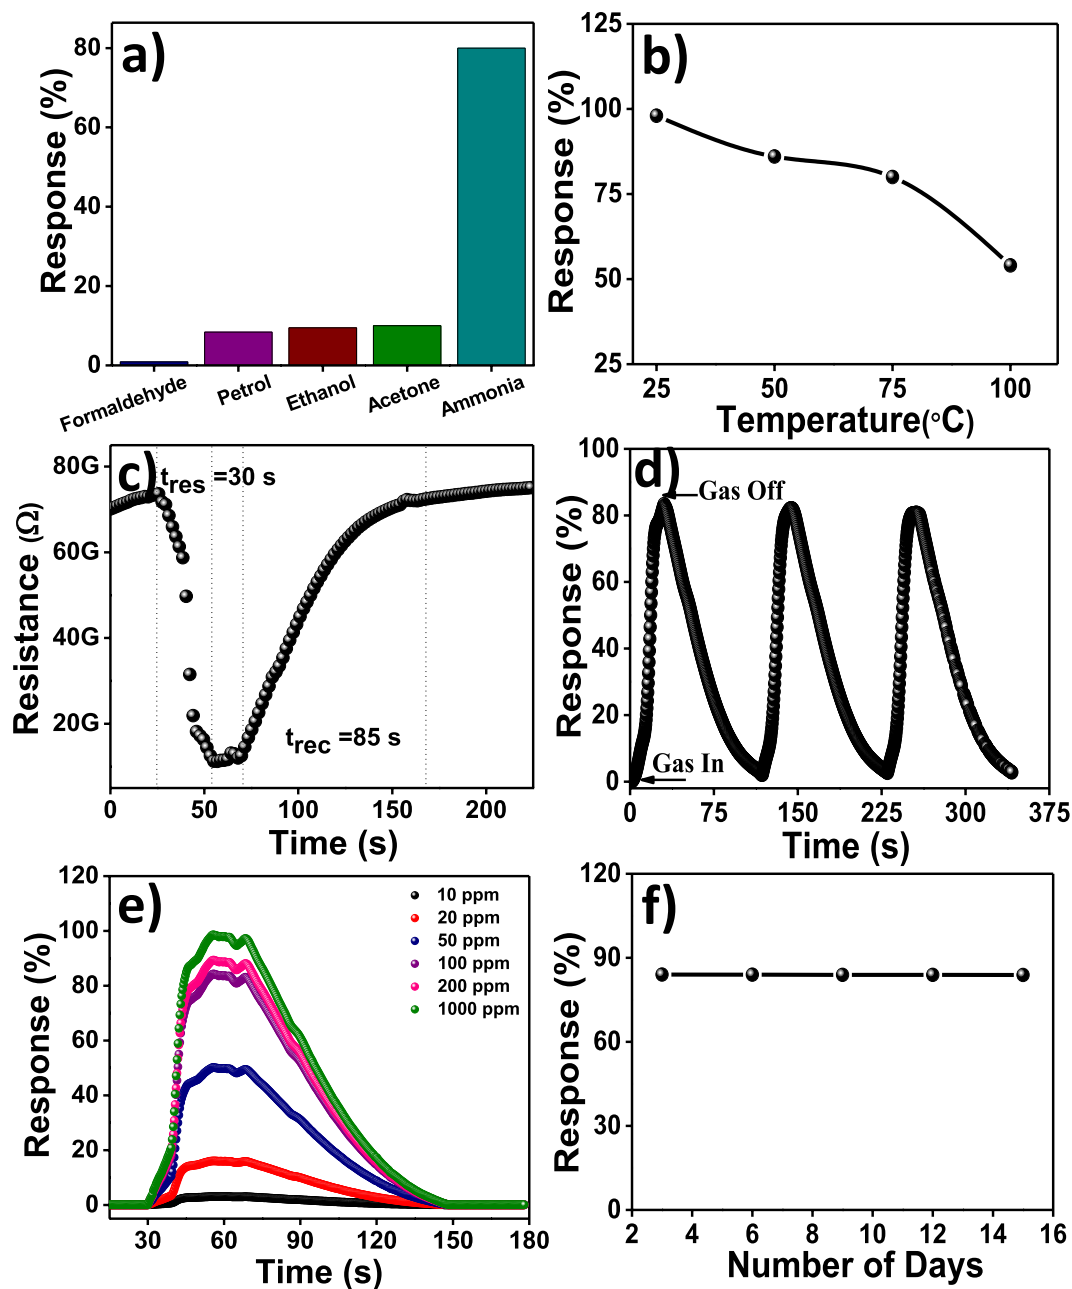 a)
Response (%)
80
60
40
20
0
Formaldehyde
Petrol
Ethanol
Acetone
Ammonia
b)
Response (%)
125
100
75
50
25
25 50 75 100
Temperature(°C)
c)
tres =30 s
trec =85 s
Resistance (Ω)
80G
60G
40G
20G
0 50 100 150 200
Time (s)
d)
Gas Off
Gas In
Response (%)
100
80
60
40
20
0
0 75 150 225 300 375
Time (s)
e)
10 ppm
20 ppm
50 ppm
100 ppm
200 ppm
1000 ppm
Response (%)
120
100
80
60
40
20
0
30 60 90 120 150 180
Time (s)
f)
Response (%)
120
90
60
30
0
2 4 6 8 10 12 14 16
Number of Days